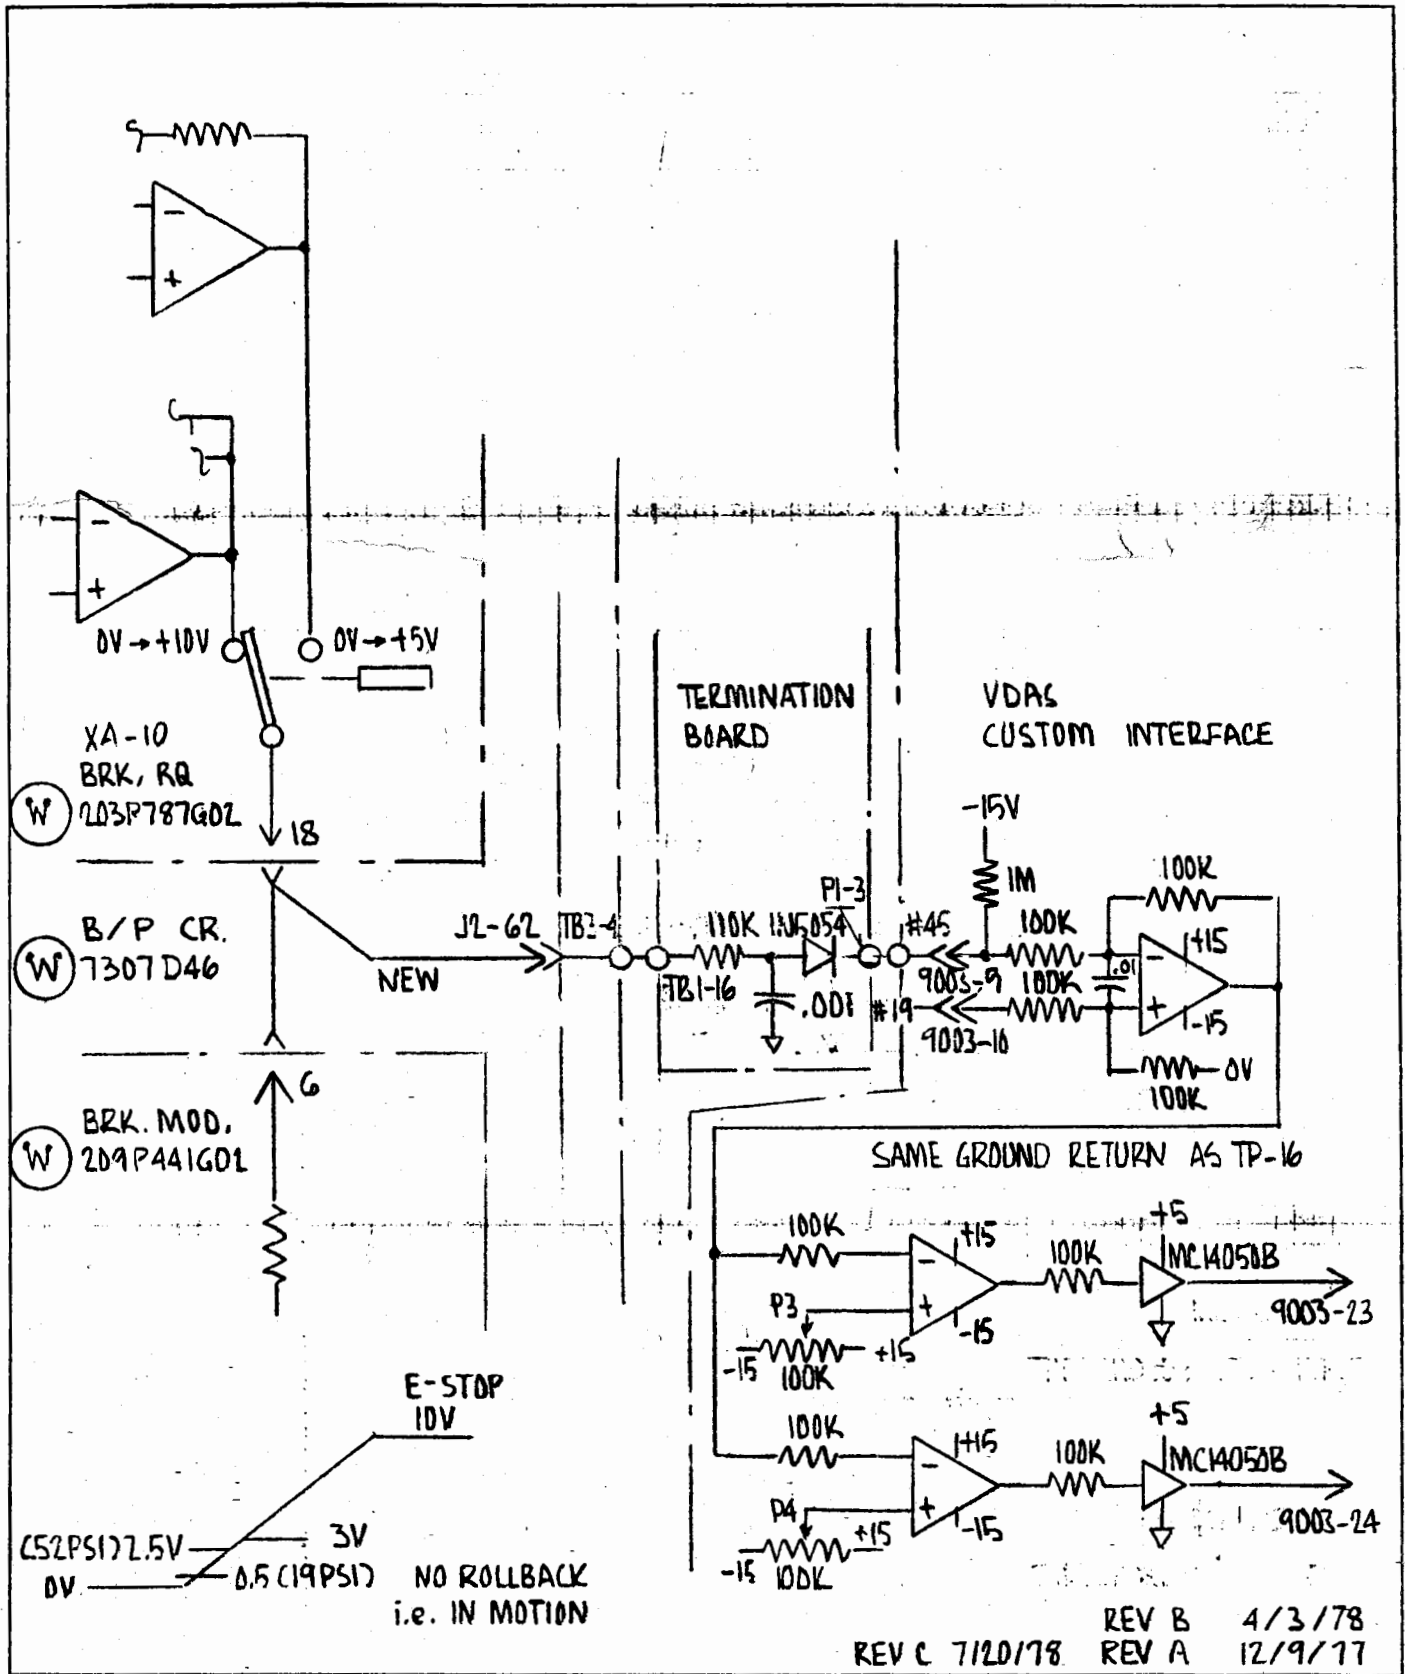 -
+
-
+
0V→+10V
0V→+5V
TERMINATION
BOARD
VDAS
CUSTOM INTERFACE
XA-10
BRK, RQ
W
203P787G02
18
-15V
1M
100K
P1-3
B/P CR.
W
7307D46
NEW
J2-62
110K
1N5054
#45
9003-9
100K
TB1-16
.001
#19
9003-10
100K
.01
-
+
+15
-15
0V
100K
6
BRK. MOD.
W
209P441G01
SAME GROUND RETURN AS TP-16
100K
-
+
+15
-15
P3
-15
+15
100K
100K
+5
MC14050B
9003-23
100K
-
+
+15
-15
P4
-15
+15
100K
100K
+5
MC14050B
9003-24
E-STOP
10V
(52PSI)2.5V
3V
0V
0.5(19PSI)
NO ROLLBACK
i.e. IN MOTION
REV B 4/3/78
REV C 7/20/78 REV A 12/9/77